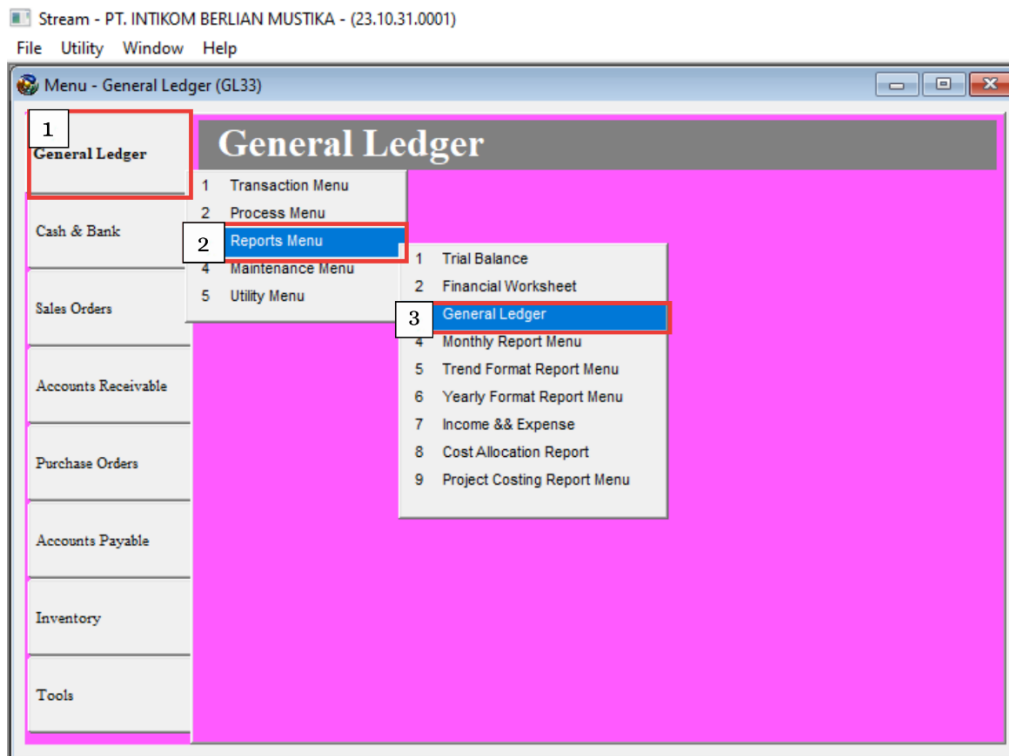 Stream - PT. INTIKOM BERLIAN MUSTIKA - (23.10.31.0001)
File Utility Window Help
Menu - General Ledger (GL33)
1
General Ledger
General Ledger
Cash & Bank
Sales Orders
Accounts Receivable
Purchase Orders
Accounts Payable
Inventory
Tools
1 Transaction Menu
2 Process Menu
2 Reports Menu
4 Maintenance Menu
5 Utility Menu
1 Trial Balance
2 Financial Worksheet
3 General Ledger
4 Monthly Report Menu
5 Trend Format Report Menu
6 Yearly Format Report Menu
7 Income && Expense
8 Cost Allocation Report
9 Project Costing Report Menu